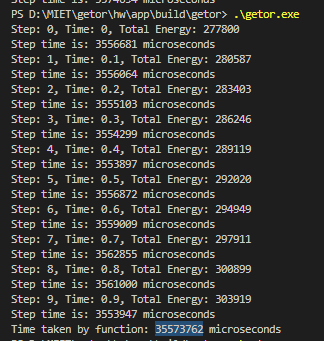 PS D:\MIET\getor\hw\app\build\getor> .\getor.exe
Step: 0, Time: 0, Total Energy: 277800
Step time is: 3556681 microseconds
Step: 1, Time: 0.1, Total Energy: 280587
Step time is: 3556064 microseconds
Step: 2, Time: 0.2, Total Energy: 283403
Step time is: 3555103 microseconds
Step: 3, Time: 0.3, Total Energy: 286246
Step time is: 3554299 microseconds
Step: 4, Time: 0.4, Total Energy: 289119
Step time is: 3553897 microseconds
Step: 5, Time: 0.5, Total Energy: 292020
Step time is: 3556872 microseconds
Step: 6, Time: 0.6, Total Energy: 294949
Step time is: 3559009 microseconds
Step: 7, Time: 0.7, Total Energy: 297911
Step time is: 3562855 microseconds
Step: 8, Time: 0.8, Total Energy: 300899
Step time is: 3561000 microseconds
Step: 9, Time: 0.9, Total Energy: 303919
Step time is: 3553947 microseconds
Time taken by function: 35573762 microseconds